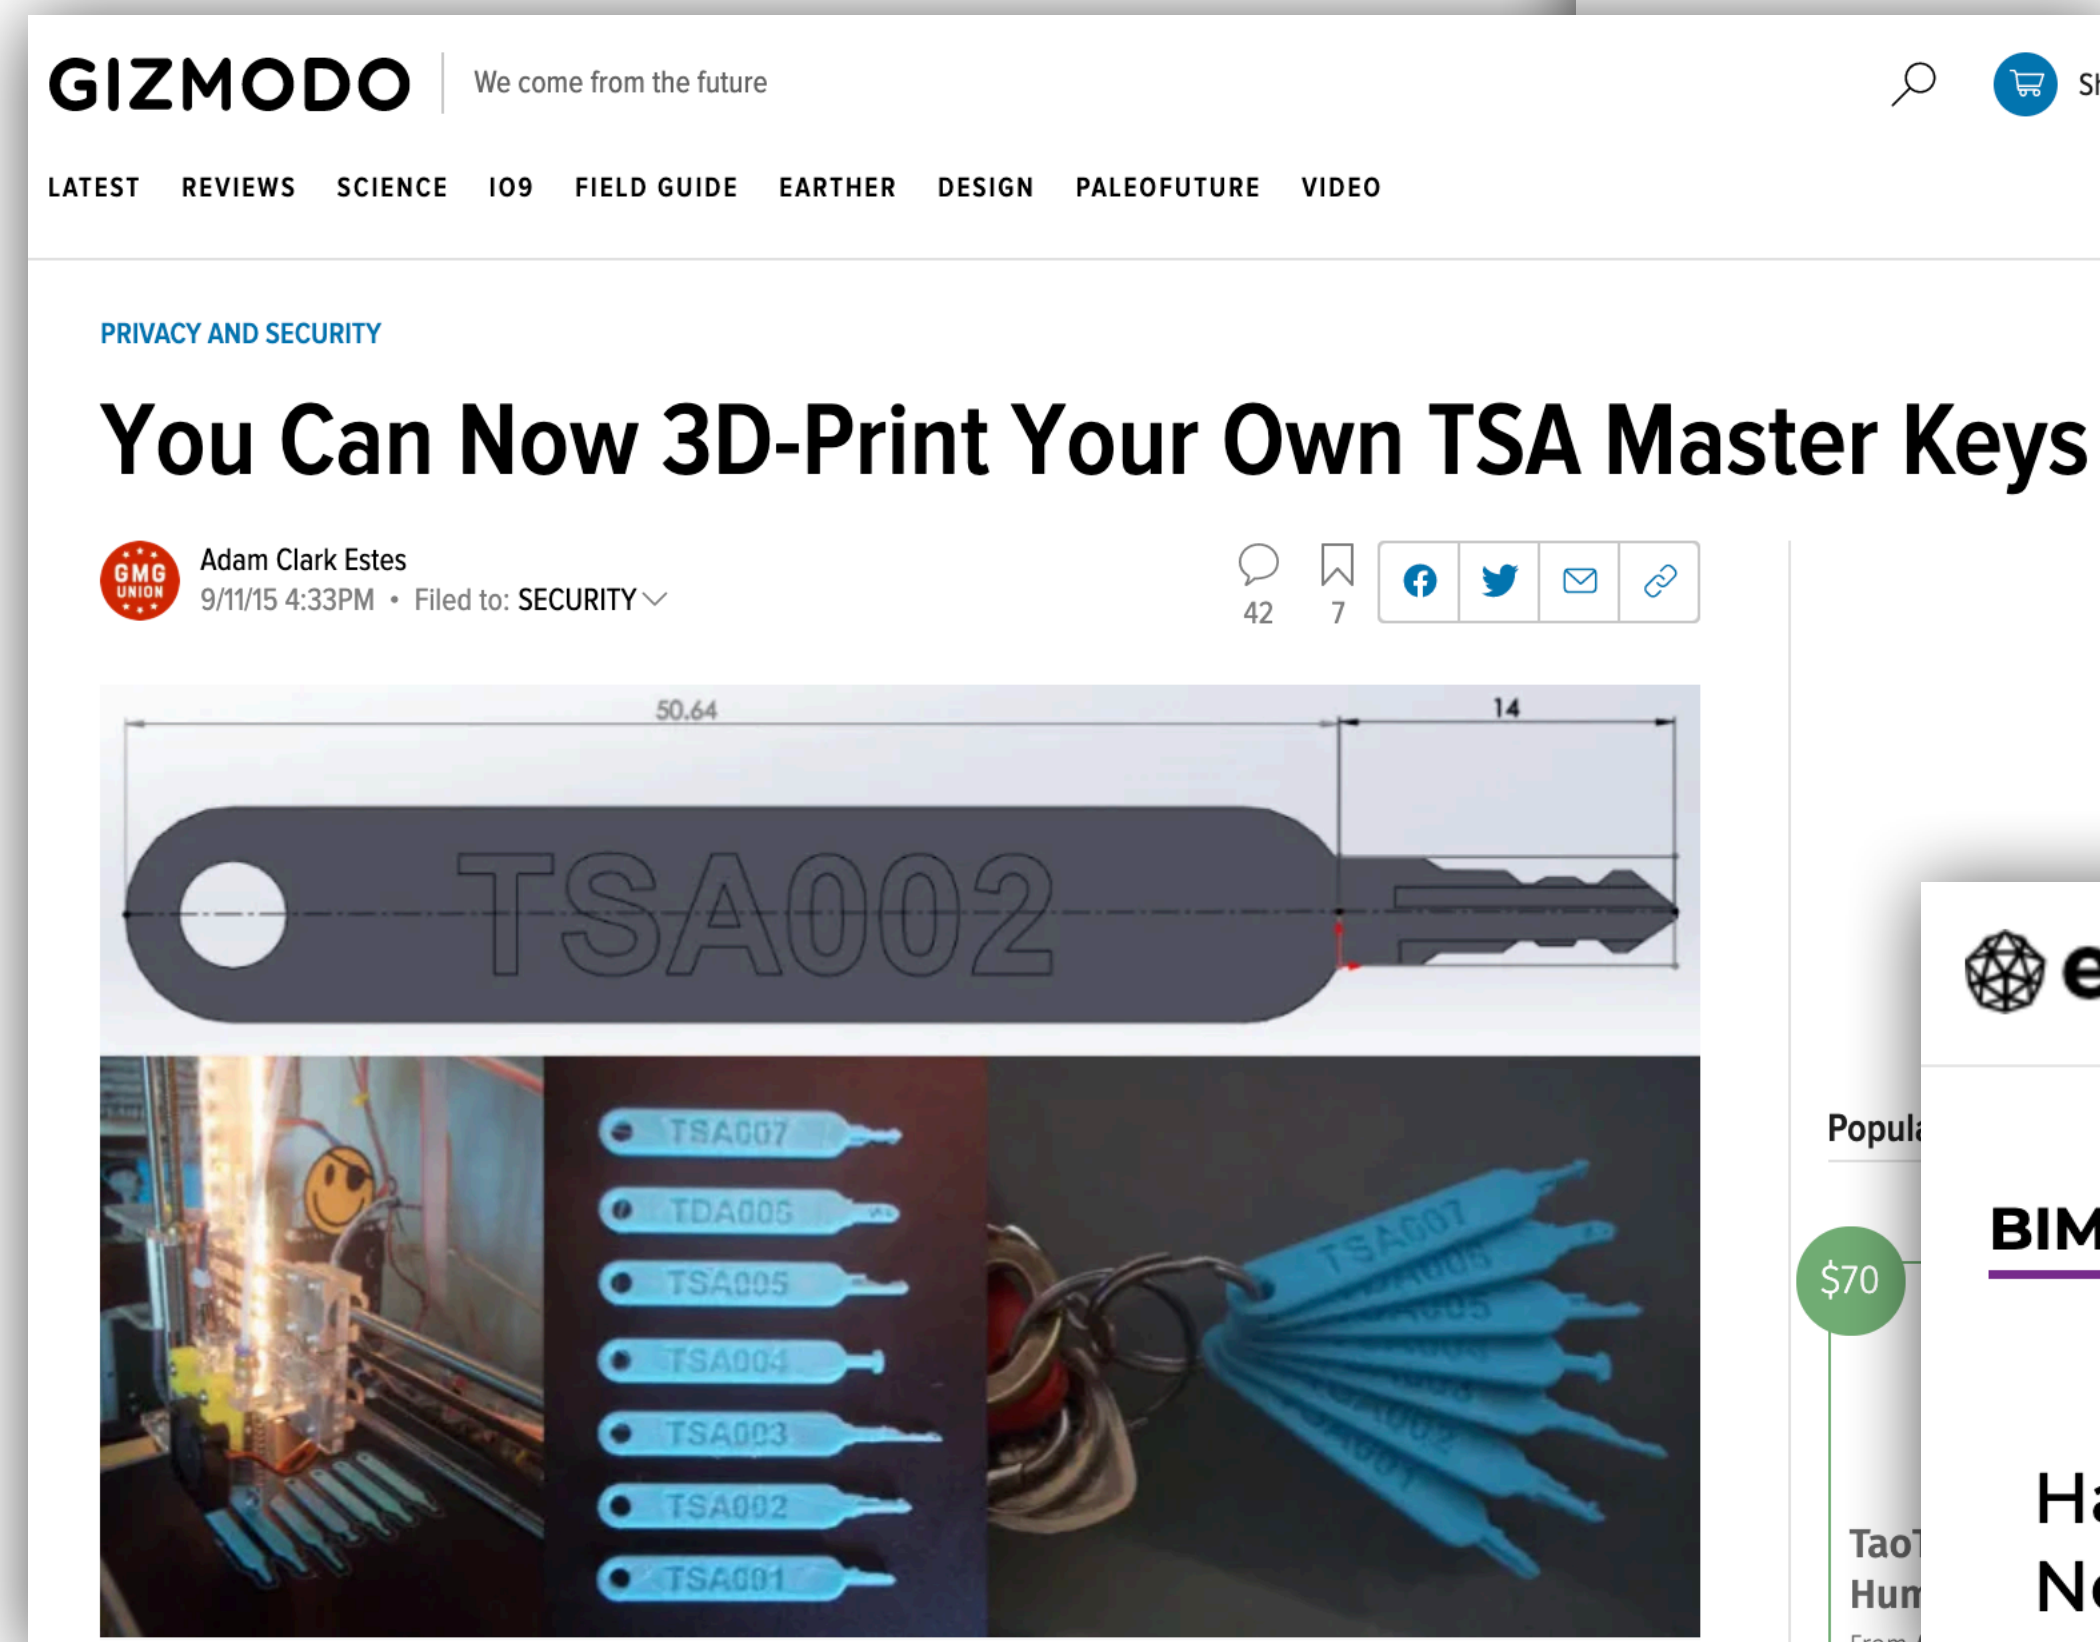 GIZMODO
We come from the future
LATEST REVIEWS SCIENCE IO9 FIELD GUIDE EARTHER DESIGN PALEOFUTURE VIDEO
PRIVACY AND SECURITY
You Can Now 3D-Print Your Own TSA Master Keys
GMG
UNION
Adam Clark Estes
9/11/15 4:33PM • Filed to: SECURITY
42
7
50.64
14
TSA002
TSA007
TDA006
TSA005
TSA004
TSA003
TSA002
TSA001
TSA007
Popula
$70
BIM
Ha